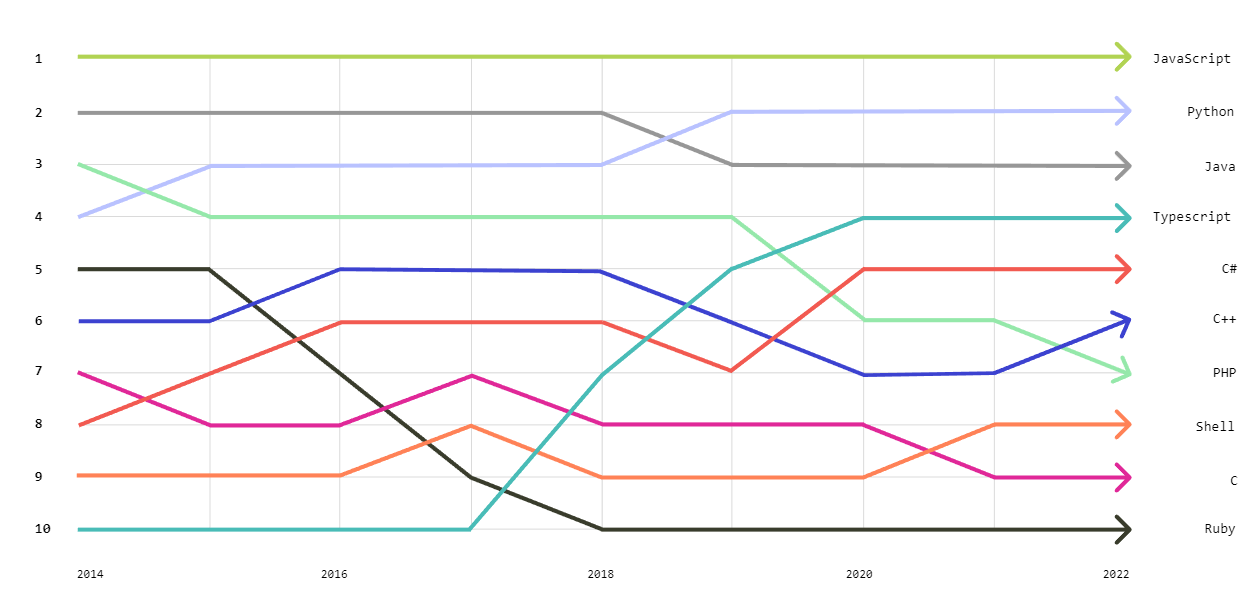 1 JavaScript
2 Python
3 Java
4 Typescript
5 C#
6 C++
7 PHP
8 Shell
9 C
10 Ruby
2014 2016 2018 2020 2022